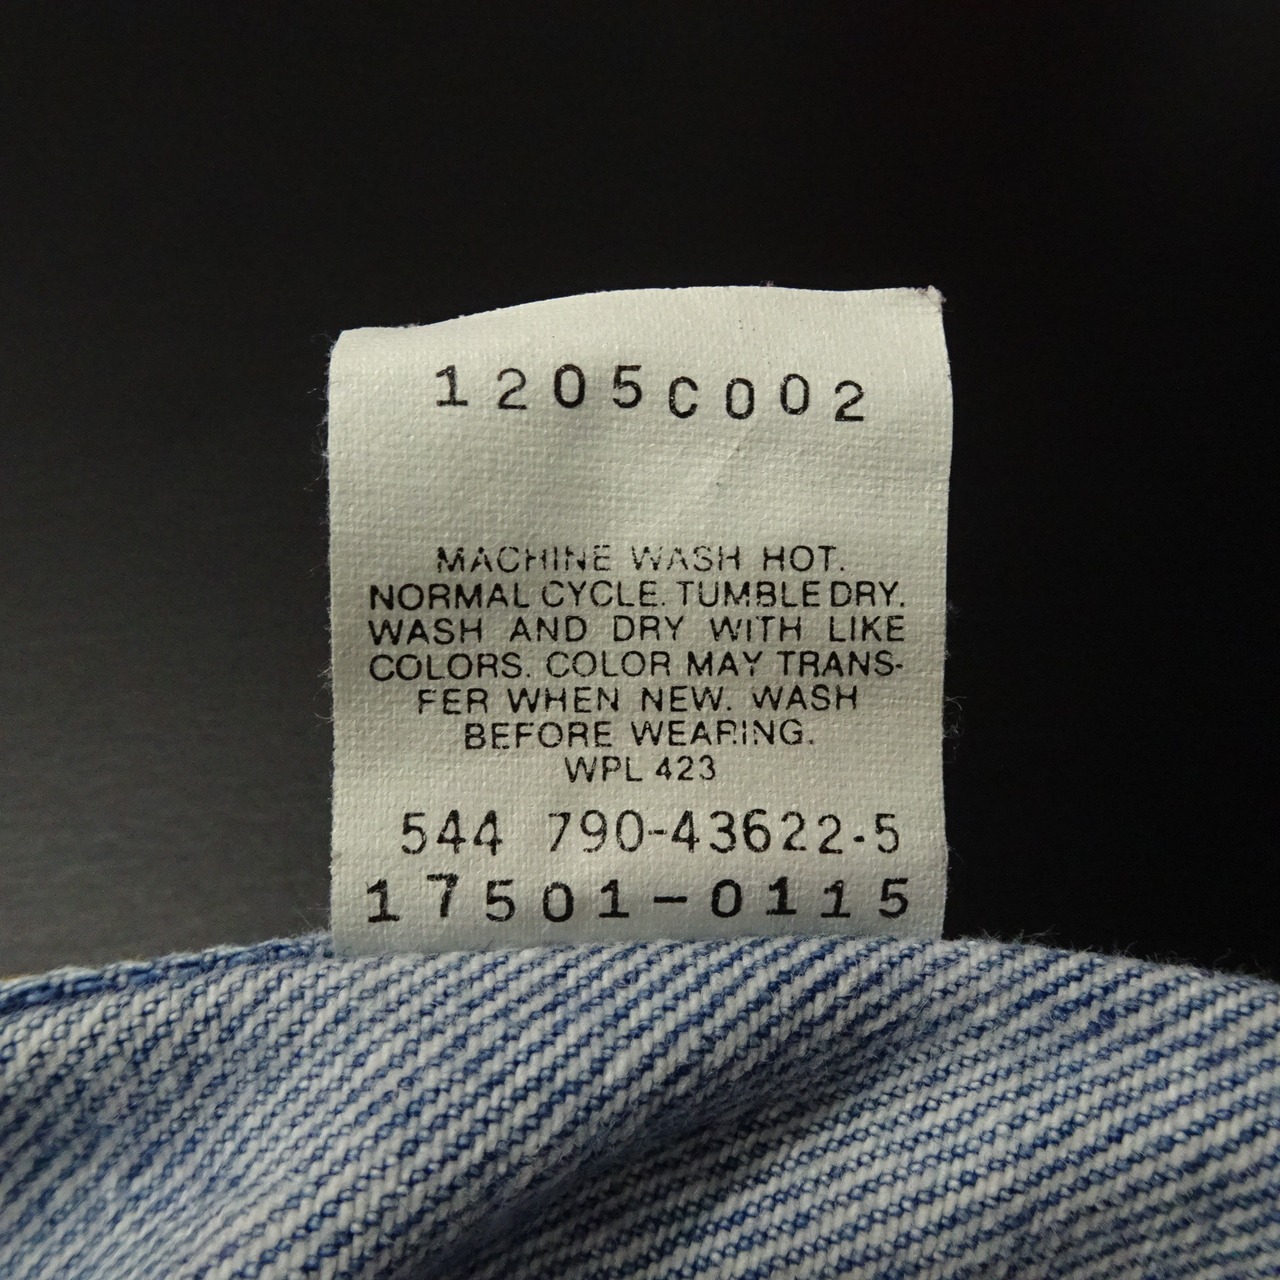 1205C002
MACHINE WASH HOT.
NORMAL CYCLE. TUMBLE DRY.
WASH AND DRY WITH LIKE
COLORS. COLOR MAY TRANS-
FER WHEN NEW. WASH
BEFORE WEARING.
WPL 423
544 790-43622-5
17501-0115